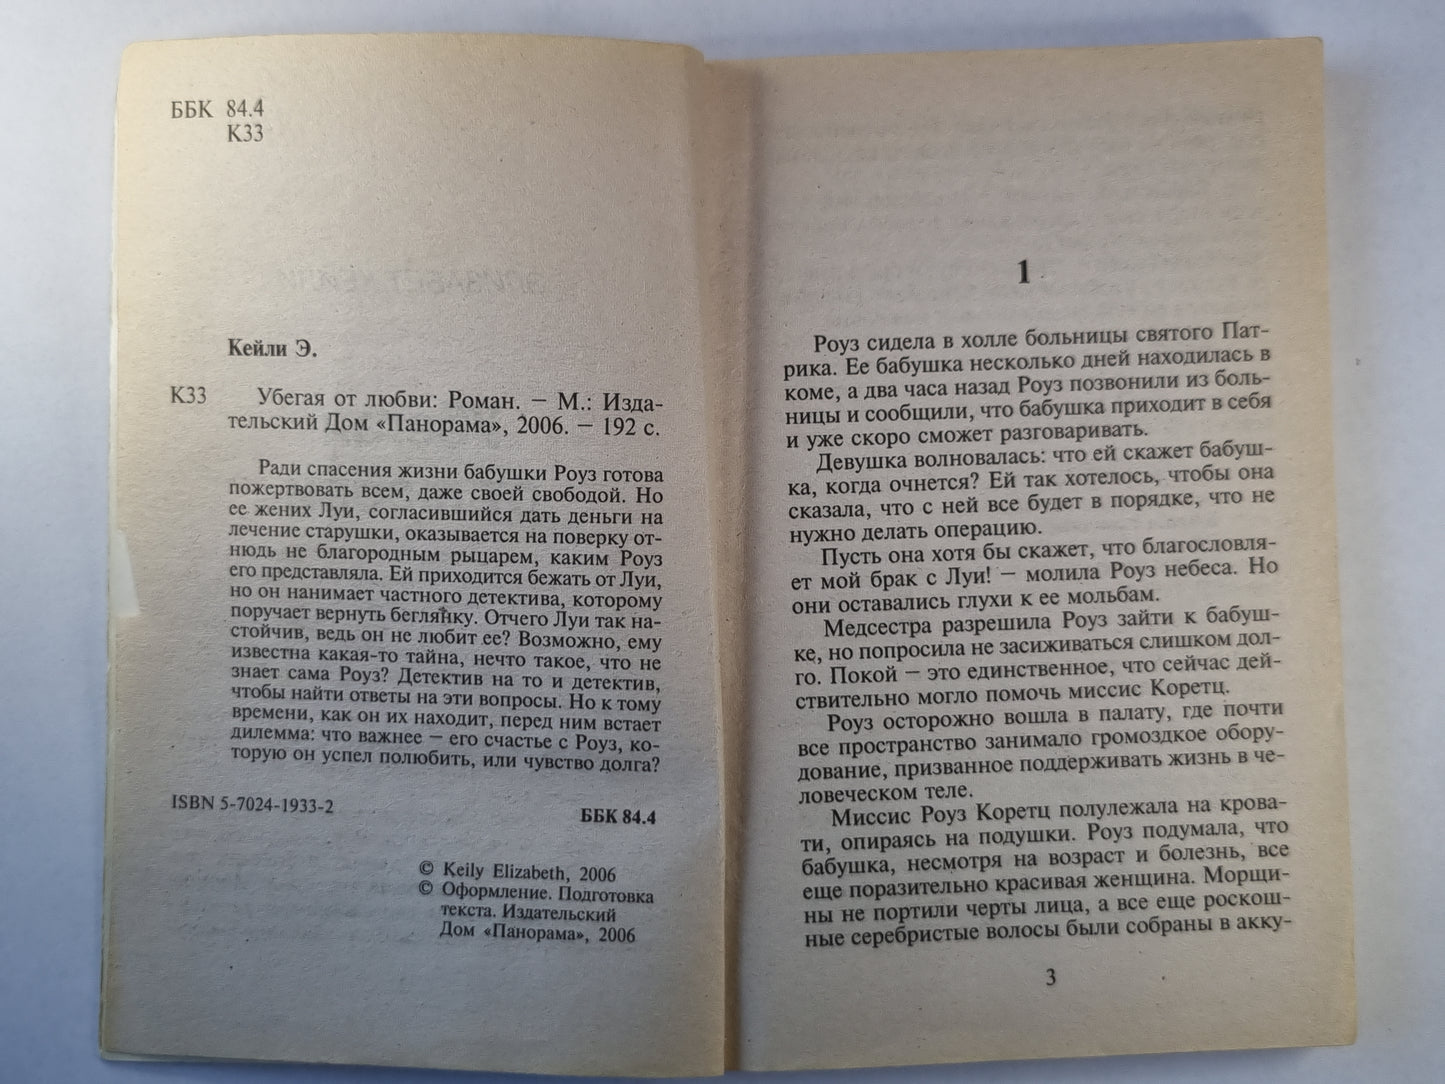 ББК 84.4
К33
Кейли Э.
К33 Убегая от любви: Роман. — М.: Изда-
тельский Дом «Панорама», 2006. — 192 с.
Ради спасения жизни бабушки Роуз готова
пожертвовать всем, даже своей свободой. Но
ее жених Луи, согласившийся дать деньги на
лечение старушки, оказывается на поверку от-
нюдь не благородным рыцарем, каким Роуз
его представляла. Ей приходится бежать от Луи,
но он нанимает частного детектива, которому
поручает вернуть беглянку. Отчего Луи так на-
стойчив, ведь он не любит ее? Возможно, ему
известна какая-то тайна, нечто такое, что не
знает сама Роуз? Детектив на то и детектив,
чтобы найти ответы на эти вопросы. Но к тому
времени, как он их находит, перед ним встает
дилемма: что важнее — его счастье с Роуз, ко-
торую он успел полюбить, или чувство долга?
ISBN 5-7024-1933-2
ББК 84.4
© Keily Elizabeth, 2006
© Оформление. Подготовка
текста. Издательский
Дом «Панорама», 2006
1
Роуз сидела в холле больницы святого Пат-
рика. Ее бабушка несколько дней находилась в
коме, а два часа назад Роуз позвонили из боль-
ницы и сообщили, что бабушка приходит в себя
и уже скоро сможет разговаривать.
Девушка волновалась: что ей скажет бабуш-
ка, когда очнется? Ей так хотелось, чтобы она
сказала, что с ней все будет в порядке, что не
нужно делать операцию.
Пусть она хотя бы скажет, что благословля-
ет мой брак с Луи! — молила Роуз небеса. Но
они оставались глухи к ее мольбам.
Медсестра разрешила Роуз зайти к бабуш-
ке, но попросила не засиживаться слишком дол-
го. Покой — это единственное, что сейчас дей-
ствительно могло помочь миссис Коретц.
Роуз осторожно вошла в палату, где почти
все пространство занимало громоздкое обору-
дование, призванное поддерживать жизнь в че-
ловеческом теле.
Миссис Роуз Коретц полулежала на крова-
ти, опираясь на подушки. Роуз подумала, что
бабушка, несмотря на возраст и болезнь, все
еще поразительно красивая женщина. Морщи-
ны не портили черты лица, а все еще роскош-
ные серебристые волосы были собраны в акку-
3